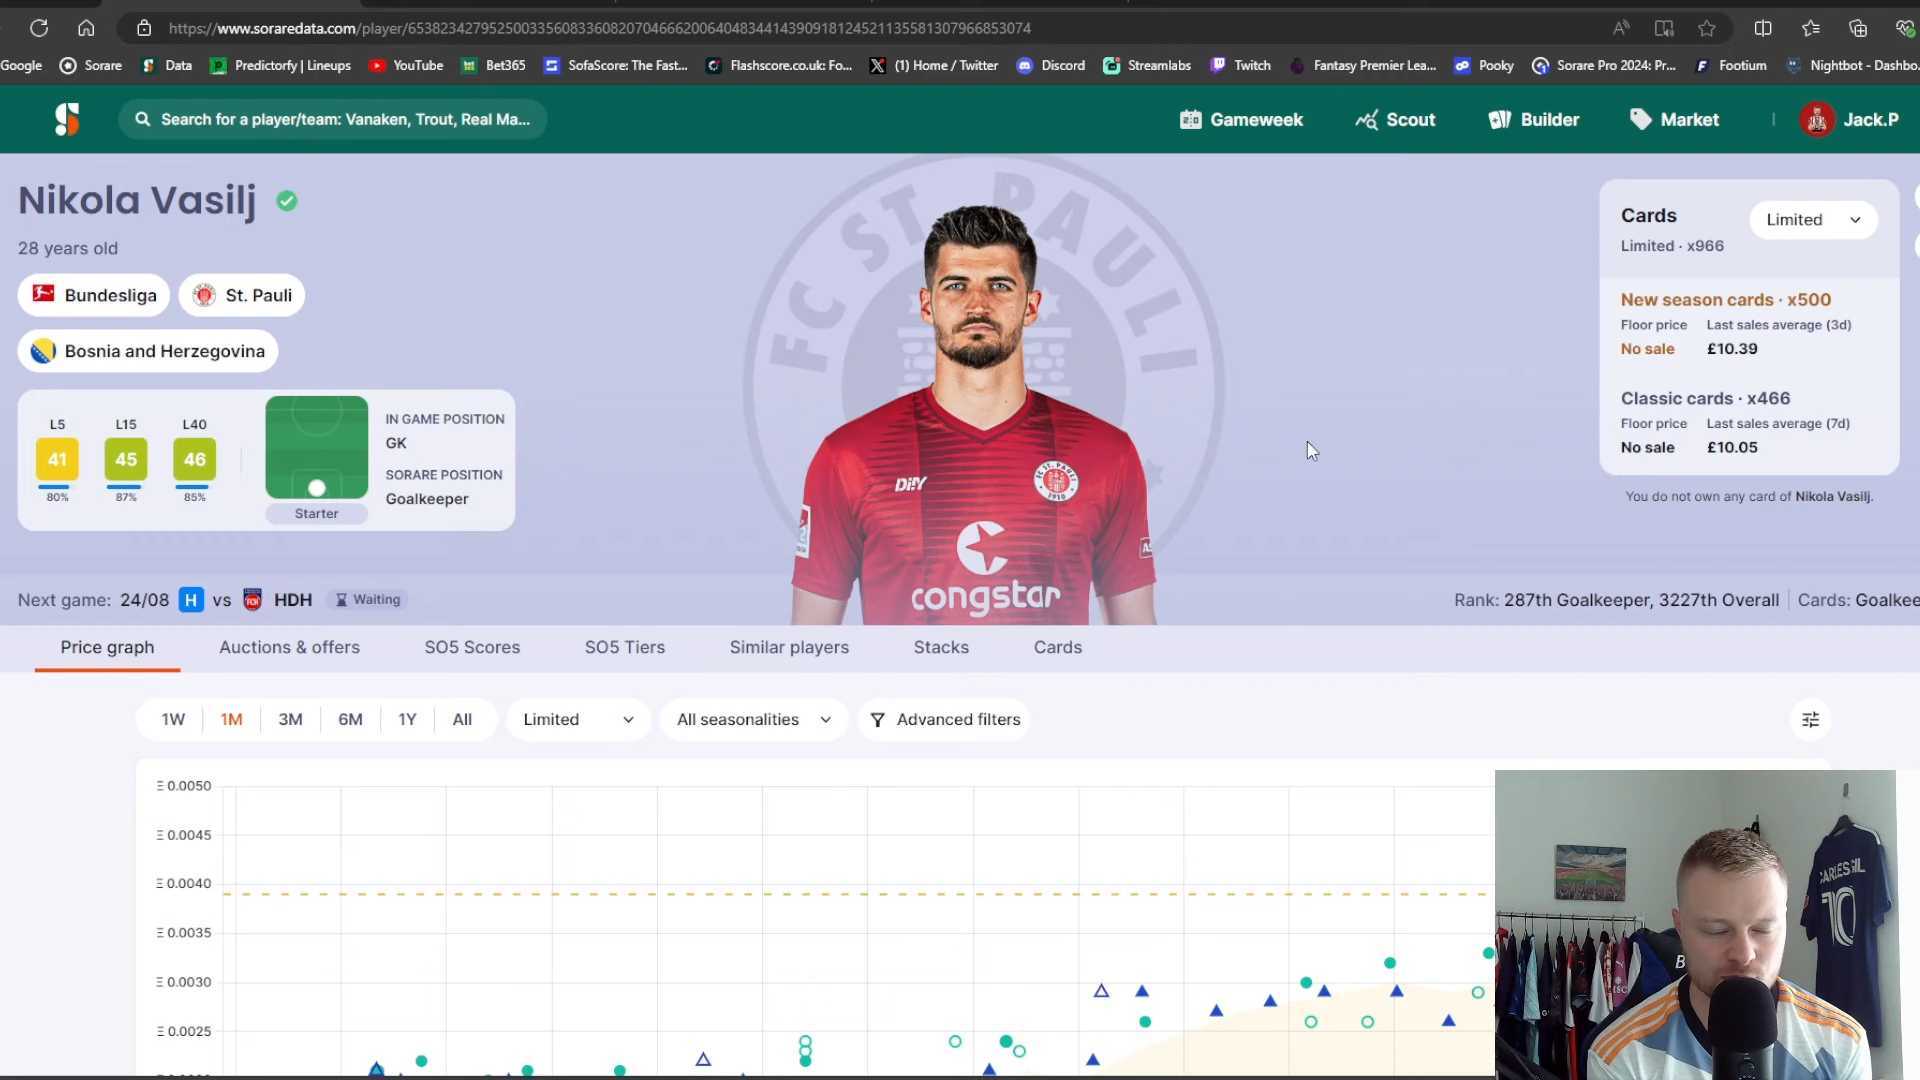 https://www.soraredata.com/player/65382342795250033560833608207046662006404834414390918124521135581307966853074
Google Sorare Data Predictorfy | Lineups YouTube Bet365 SofaScore: The Fast... Flashscore.co.uk: Fo... (1) Home / Twitter Discord Streamlabs Twitch Fantasy Premier Lea... Pooky Sorare Pro 2024: Pr... Footium Nightbot - Dashbo...
Search for a player/team: Vanaken, Trout, Real Ma...
Gameweek Scout Builder Market Jack.P
Nikola Vasilj
28 years old
Bundesliga St. Pauli
Bosnia and Herzegovina
L5 L15 L40
41 45 46
80% 87% 85%
Starter
IN GAME POSITION
GK
SORARE POSITION
Goalkeeper
FC ST. PAULI
DIIY
congstar
Cards Limited
Limited · x966
New season cards · x500
Floor price Last sales average (3d)
No sale £10.39
Classic cards · x466
Floor price Last sales average (7d)
No sale £10.05
You do not own any card of Nikola Vasilj.
Next game: 24/08 H vs HDH Waiting
Rank: 287th Goalkeeper, 3227th Overall Cards: Goalkee
Price graph Auctions & offers SO5 Scores SO5 Tiers Similar players Stacks Cards
1W 1M 3M 6M 1Y All Limited All seasonalities Advanced filters
Ξ 0.0050
Ξ 0.0045
Ξ 0.0040
Ξ 0.0035
Ξ 0.0030
Ξ 0.0025
CARLES GIL
10